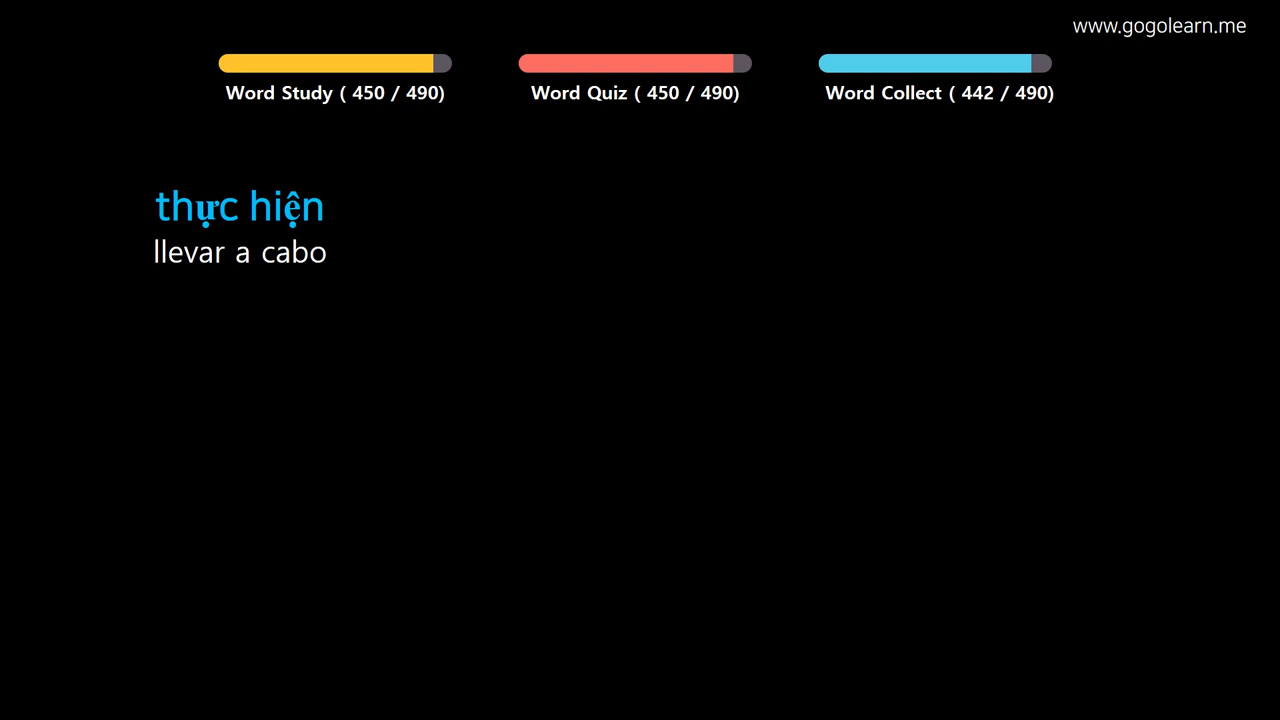 www.gogolearn.me
Word Study ( 450 / 490)
Word Quiz ( 450 / 490)
Word Collect ( 442 / 490)
thực hiện
llevar a cabo